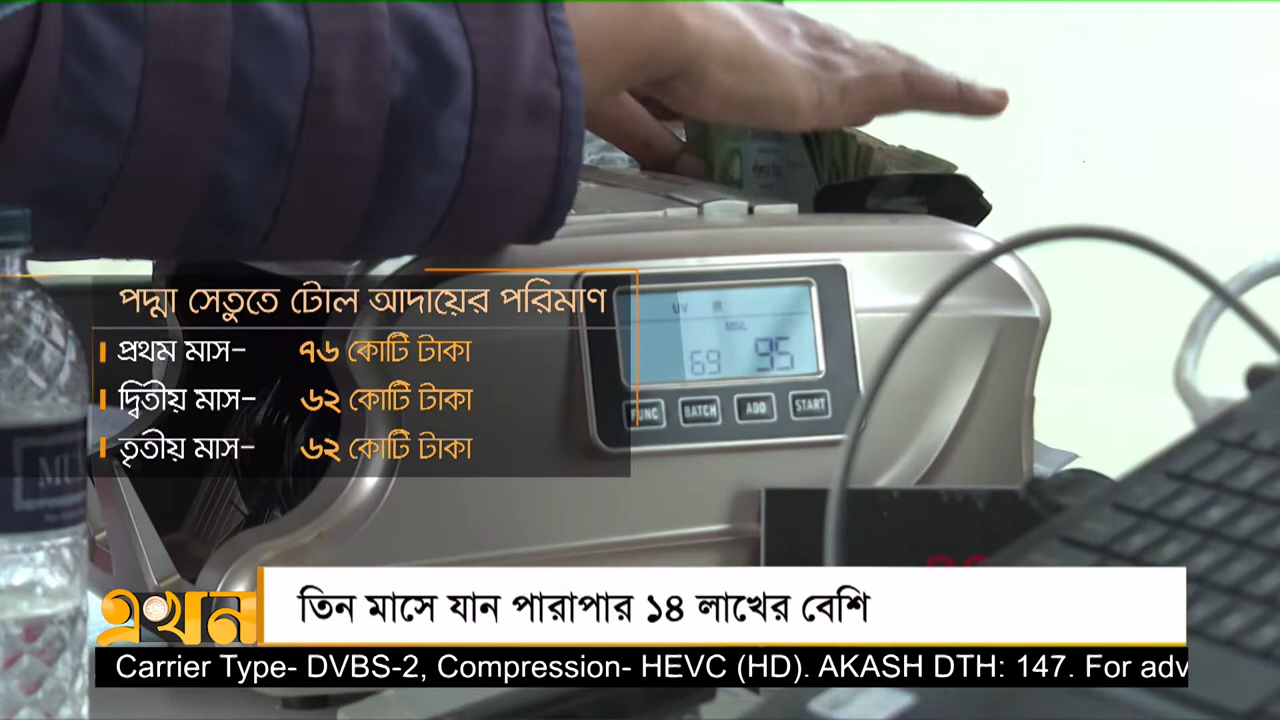 পদ্মা সেতুতে টোল আদায়ের পরিমাণ
প্রথম মাস- ৭৬ কোটি টাকা
দ্বিতীয় মাস- ৬২ কোটি টাকা
তৃতীয় মাস- ৬২ কোটি টাকা
UV IR
MNL
69 95
FUNC BATCH ADD START
এখন
তিন মাসে যান পারাপার ১৪ লাখের বেশি
Carrier Type- DVBS-2, Compression- HEVC (HD). AKASH DTH: 147. For adv